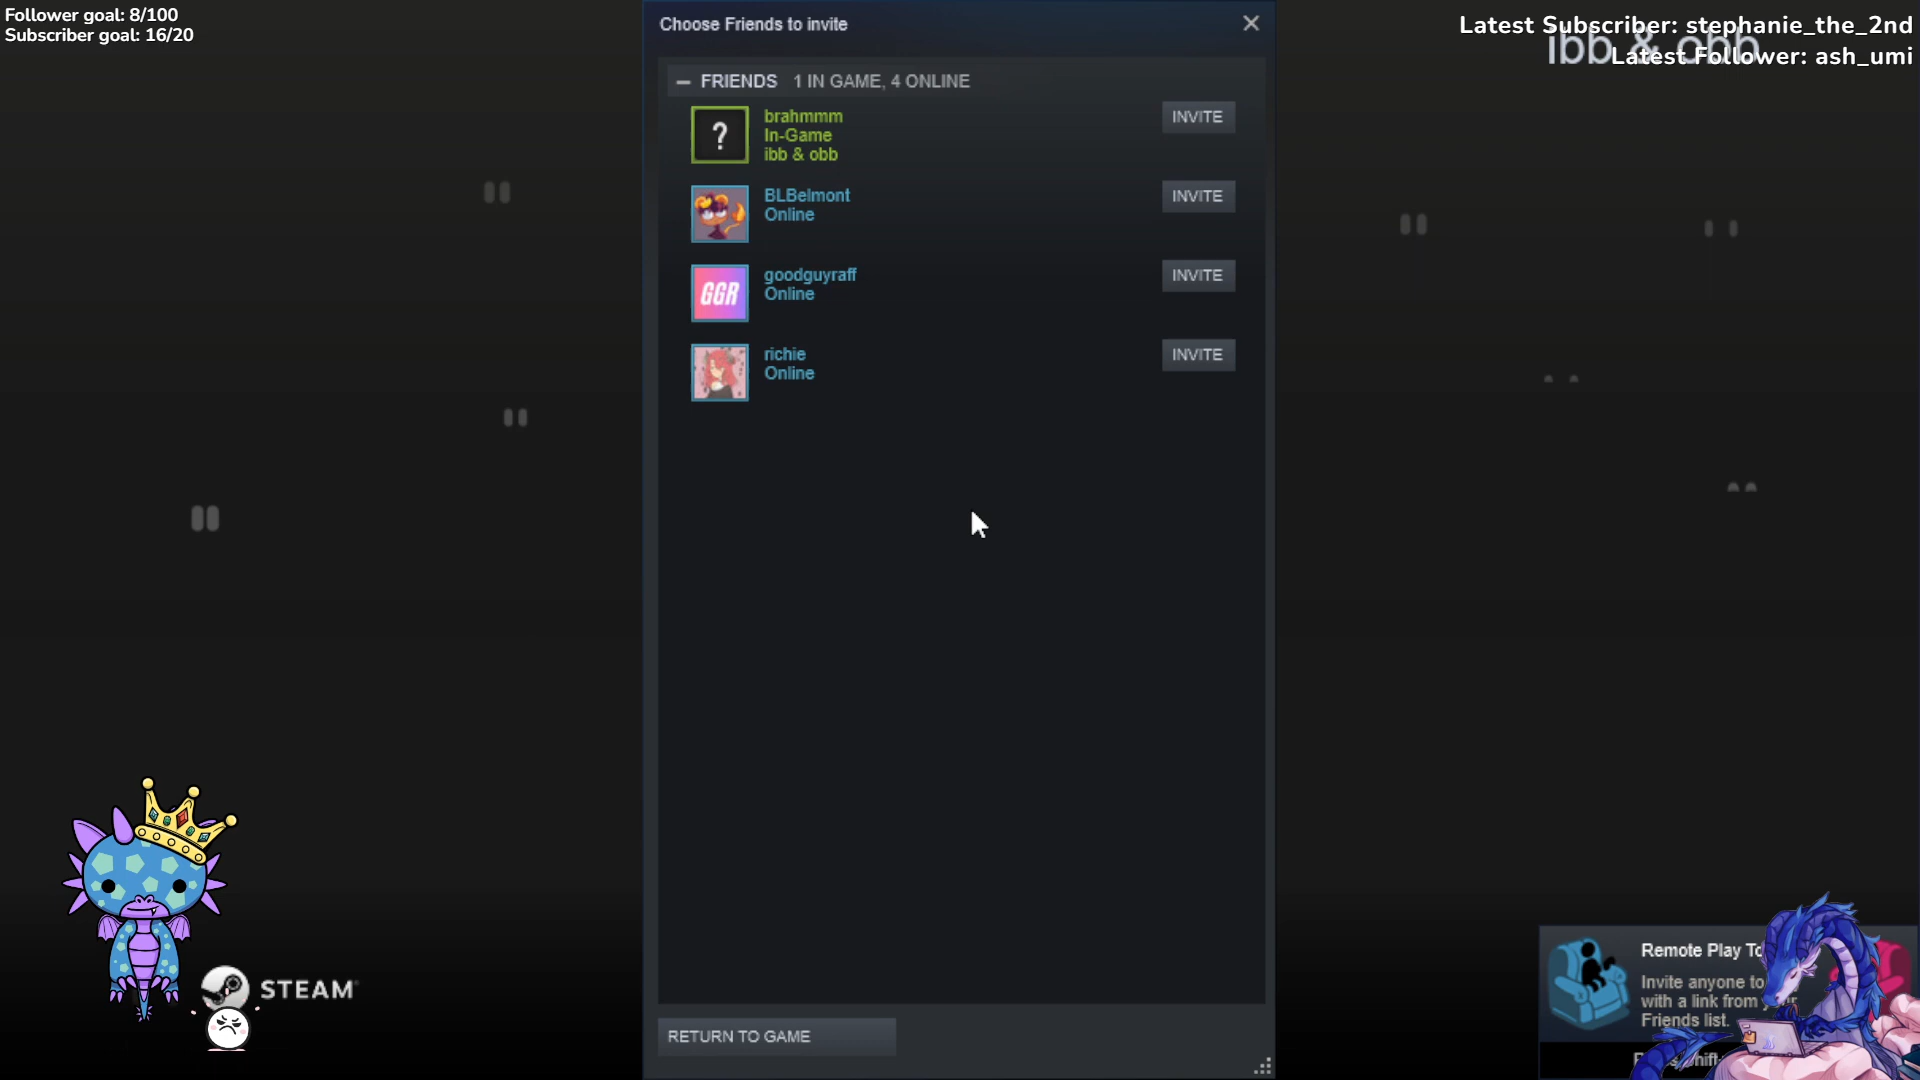 Follower goal: 8/100
Subscriber goal: 16/20
Choose Friends to invite
Latest Subscriber: stephanie_the_2nd
ibb & obb
Latest Follower: ash_umi
FRIENDS 1 IN GAME, 4 ONLINE
?
brahmmm
In-Game
ibb & obb
INVITE
BLBelmont
Online
INVITE
GGR
goodguyraff
Online
INVITE
richie
Online
INVITE
STEAM
Remote Play
Invite anyone to
with a link from
Friends list.
RETURN TO GAME